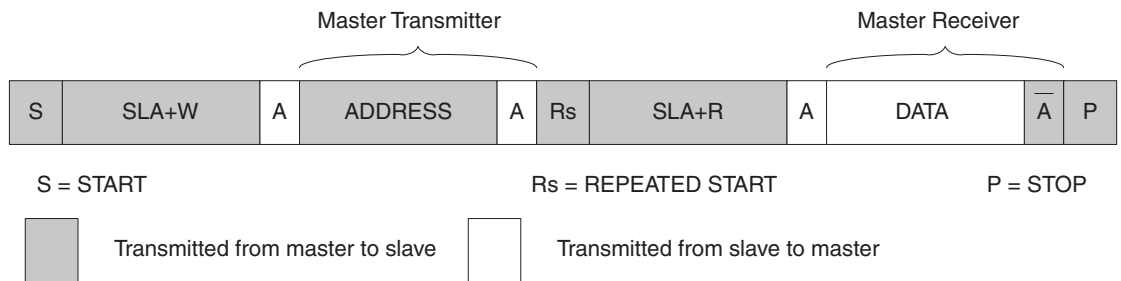 Master Transmitter Master Receiver
S SLA+W A ADDRESS A Rs SLA+R A DATA A̅ P
S = START Rs = REPEATED START P = STOP
Transmitted from master to slave Transmitted from slave to master